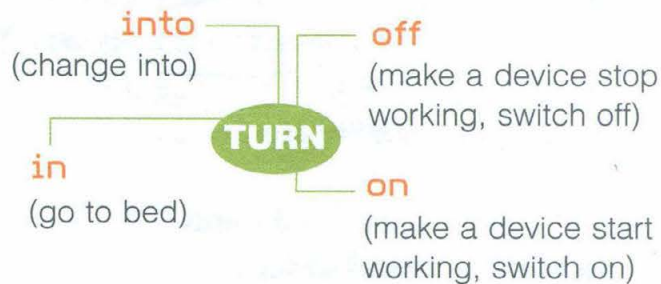 into
(change into)
off
(make a device stop
working, switch off)
TURN
in
(go to bed)
on
(make a device start
working, switch on)